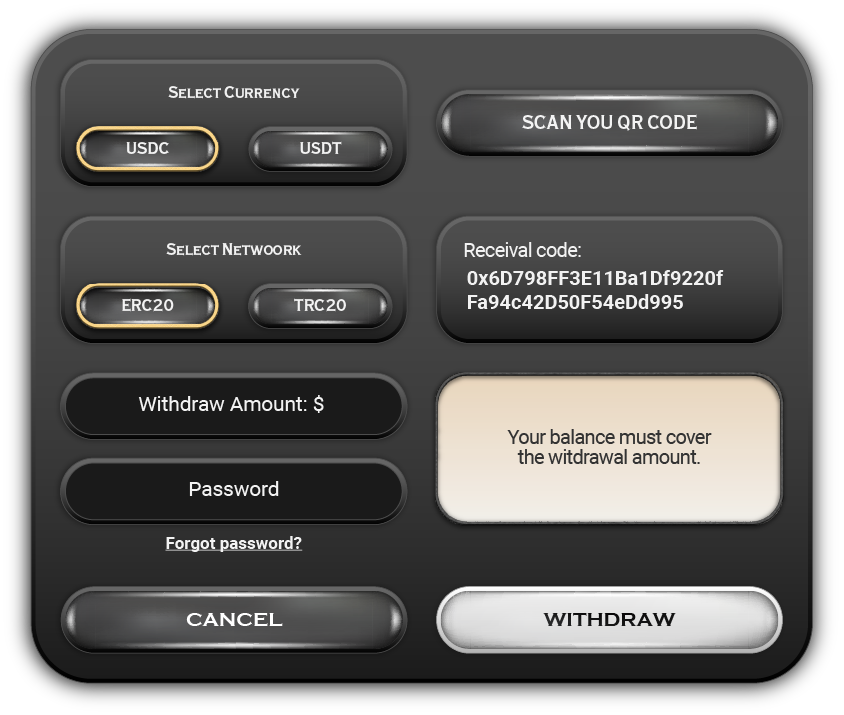 Select Currency
USDC
USDT
SCAN YOU QR CODE
Select Netwoork
ERC20
TRC20
Receival code:
0x6D798FF3E11Ba1Df9220f
Fa94c42D50F54eDd995
Withdraw Amount: $
Password
Forgot password?
Your balance must cover
the witdrawal amount.
CANCEL
WITHDRAW